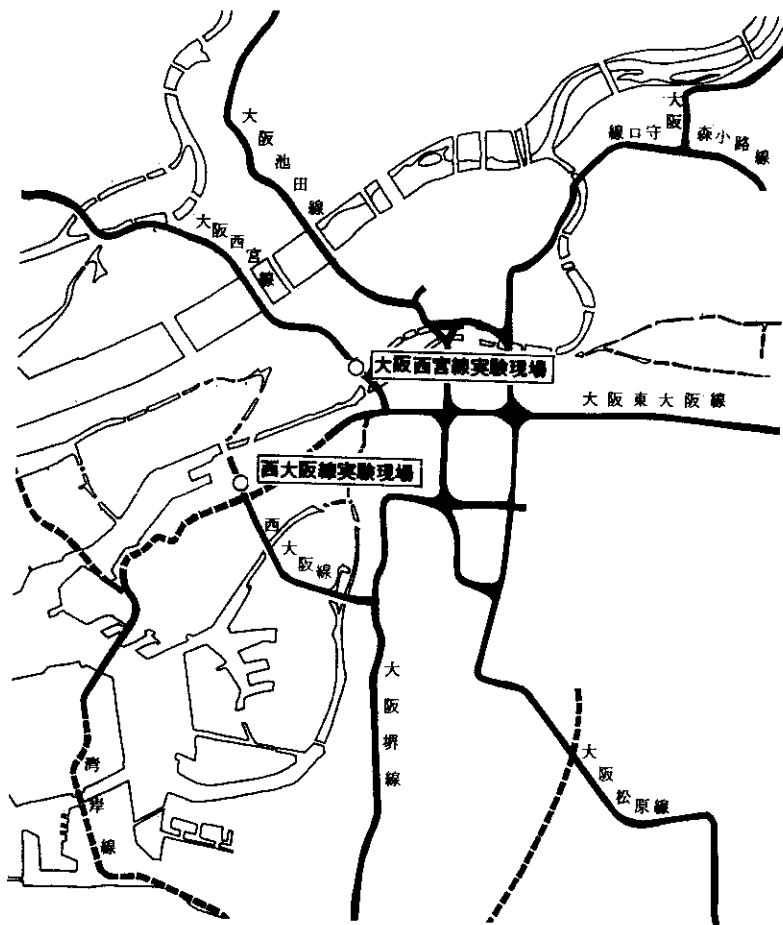 大阪池田線
大阪
線口守
森小路線
大阪西宮線
大阪西宮線実験現場
大阪東大阪線
西大阪線実験現場
西大阪線
大阪堺線
大阪松原線
湾岸線